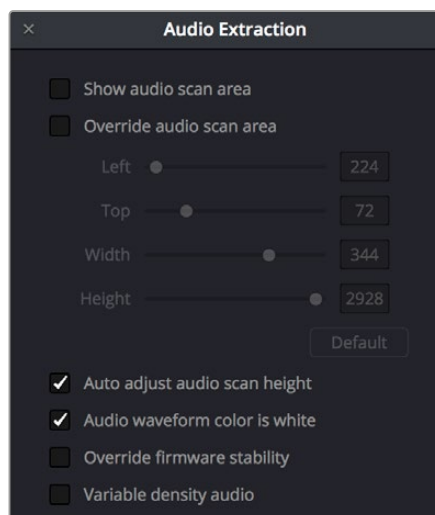 Audio Extraction
Show audio scan area
Override audio scan area
Left 224
Top 72
Width 344
Height 2928
Default
Auto adjust audio scan height
Audio waveform color is white
Override firmware stability
Variable density audio